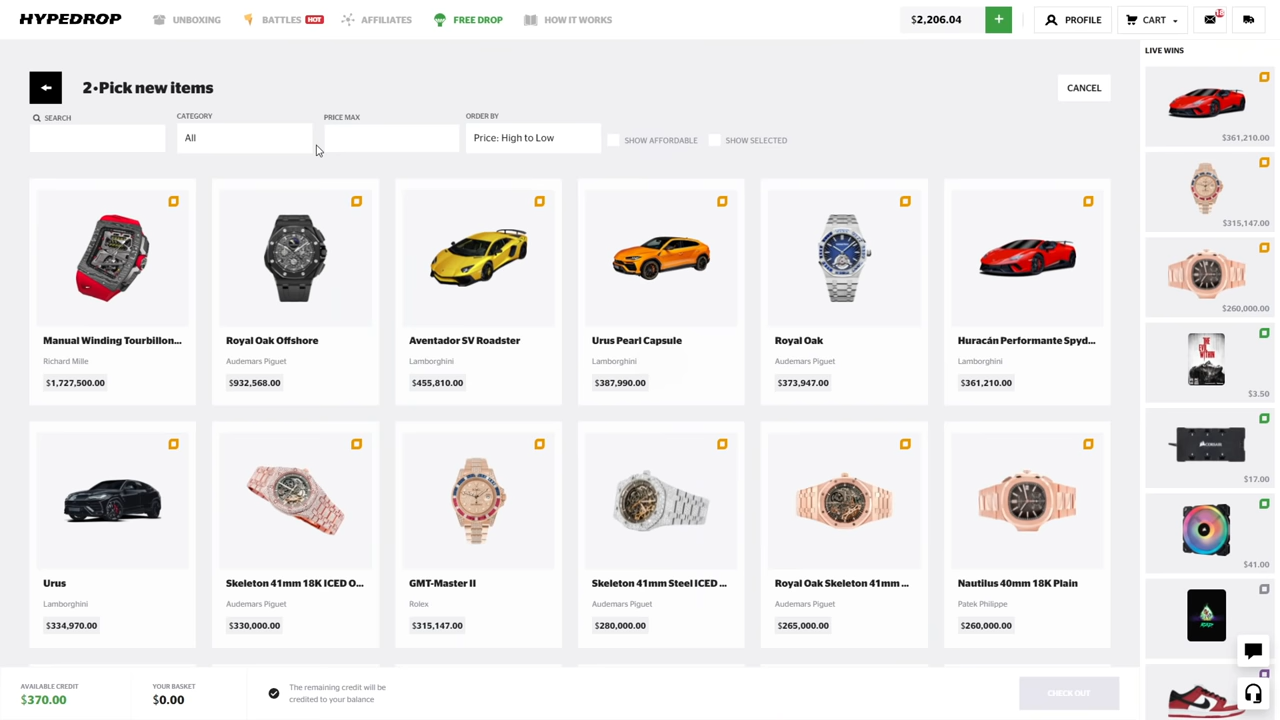 HYPEDROP
UNBOXING
BATTLES HOT
AFFILIATES
FREE DROP
HOW IT WORKS
$2,206.04
+
PROFILE
CART
18
LIVE WINS
2·Pick new items
CANCEL
SEARCH
CATEGORY
PRICE MAX
ORDER BY
All
Price: High to Low
SHOW AFFORDABLE
SHOW SELECTED
Manual Winding Tourbillon...
Richard Mille
$1,727,500.00
Royal Oak Offshore
Audemars Piguet
$932,568.00
Aventador SV Roadster
Lamborghini
$455,810.00
Urus Pearl Capsule
Lamborghini
$387,990.00
Royal Oak
Audemars Piguet
$373,947.00
Huracán Performante Spyd...
Lamborghini
$361,210.00
Urus
Lamborghini
$334,970.00
Skeleton 41mm 18K ICED O...
Audemars Piguet
$330,000.00
GMT-Master II
Rolex
$315,147.00
Skeleton 41mm Steel ICED ...
Audemars Piguet
$280,000.00
Royal Oak Skeleton 41mm ...
Audemars Piguet
$265,000.00
Nautilus 40mm 18K Plain
Patek Philippe
$260,000.00
$361,210.00
$315,147.00
$260,000.00
$3.50
$17.00
$41.00
AVAILABLE CREDIT
$370.00
YOUR BASKET
$0.00
The remaining credit will be
credited to your balance
CHECK OUT